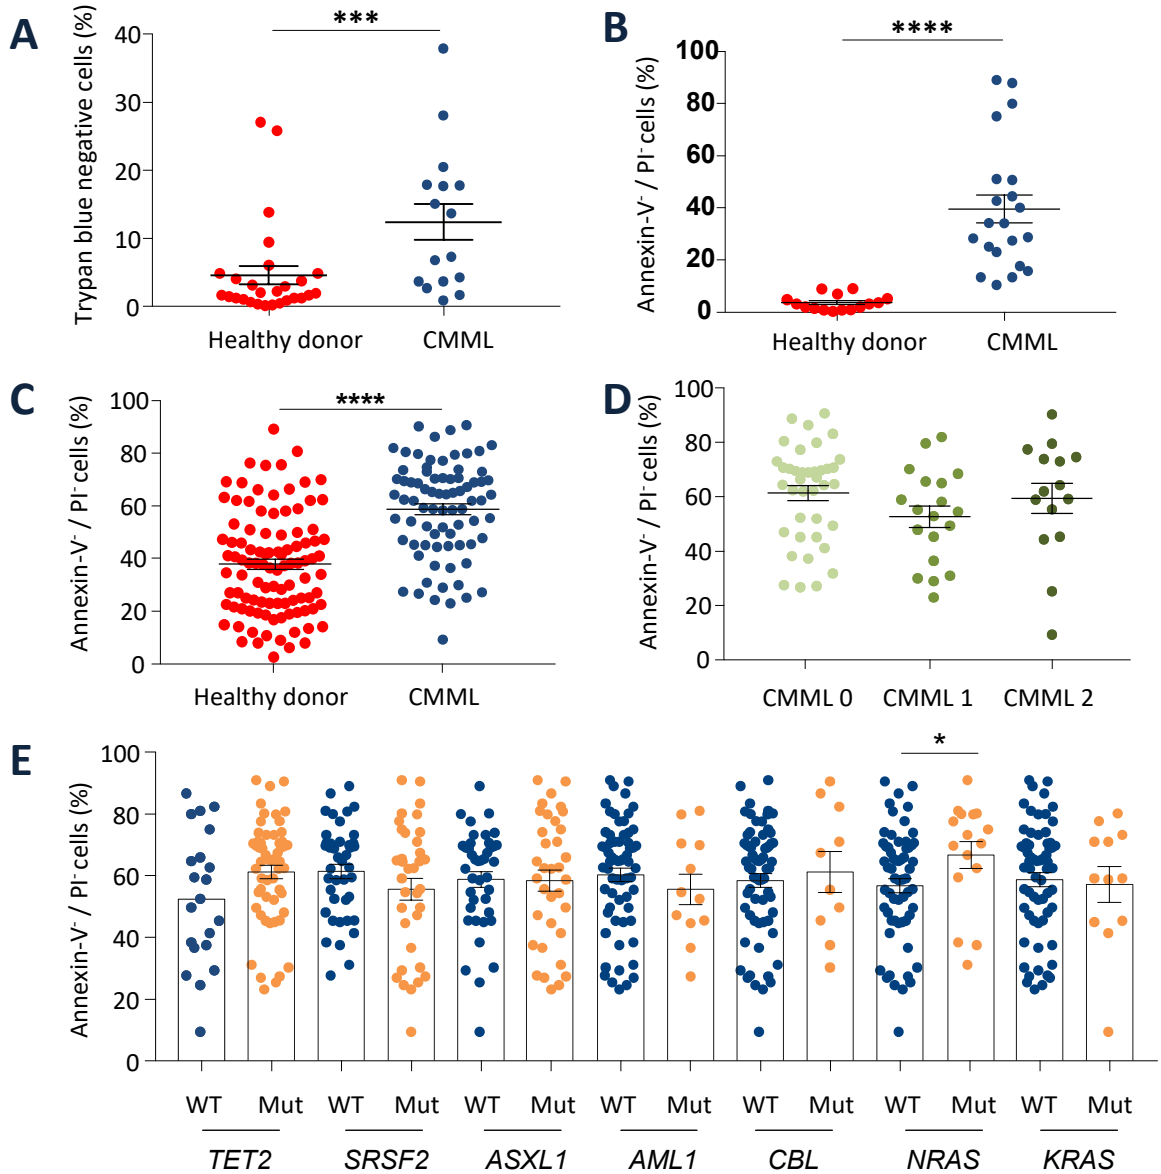 A
Trypan blue negative cells (%)
***
40
30
20
10
0
Healthy donor CMML
B
Annexin-V- / PI- cells (%)
****
100
80
60
40
20
0
Healthy donor CMML
C
Annexin-V- / PI- cells (%)
****
100
80
60
40
20
0
Healthy donor CMML
D
Annexin-V- / PI- cells (%)
100
80
60
40
20
0
CMML 0 CMML 1 CMML 2
E
Annexin-V- / PI- cells (%)
*
100
80
60
40
20
0
WT Mut WT Mut WT Mut WT Mut WT Mut WT Mut WT Mut
TET2 SRSF2 ASXL1 AML1 CBL NRAS KRAS